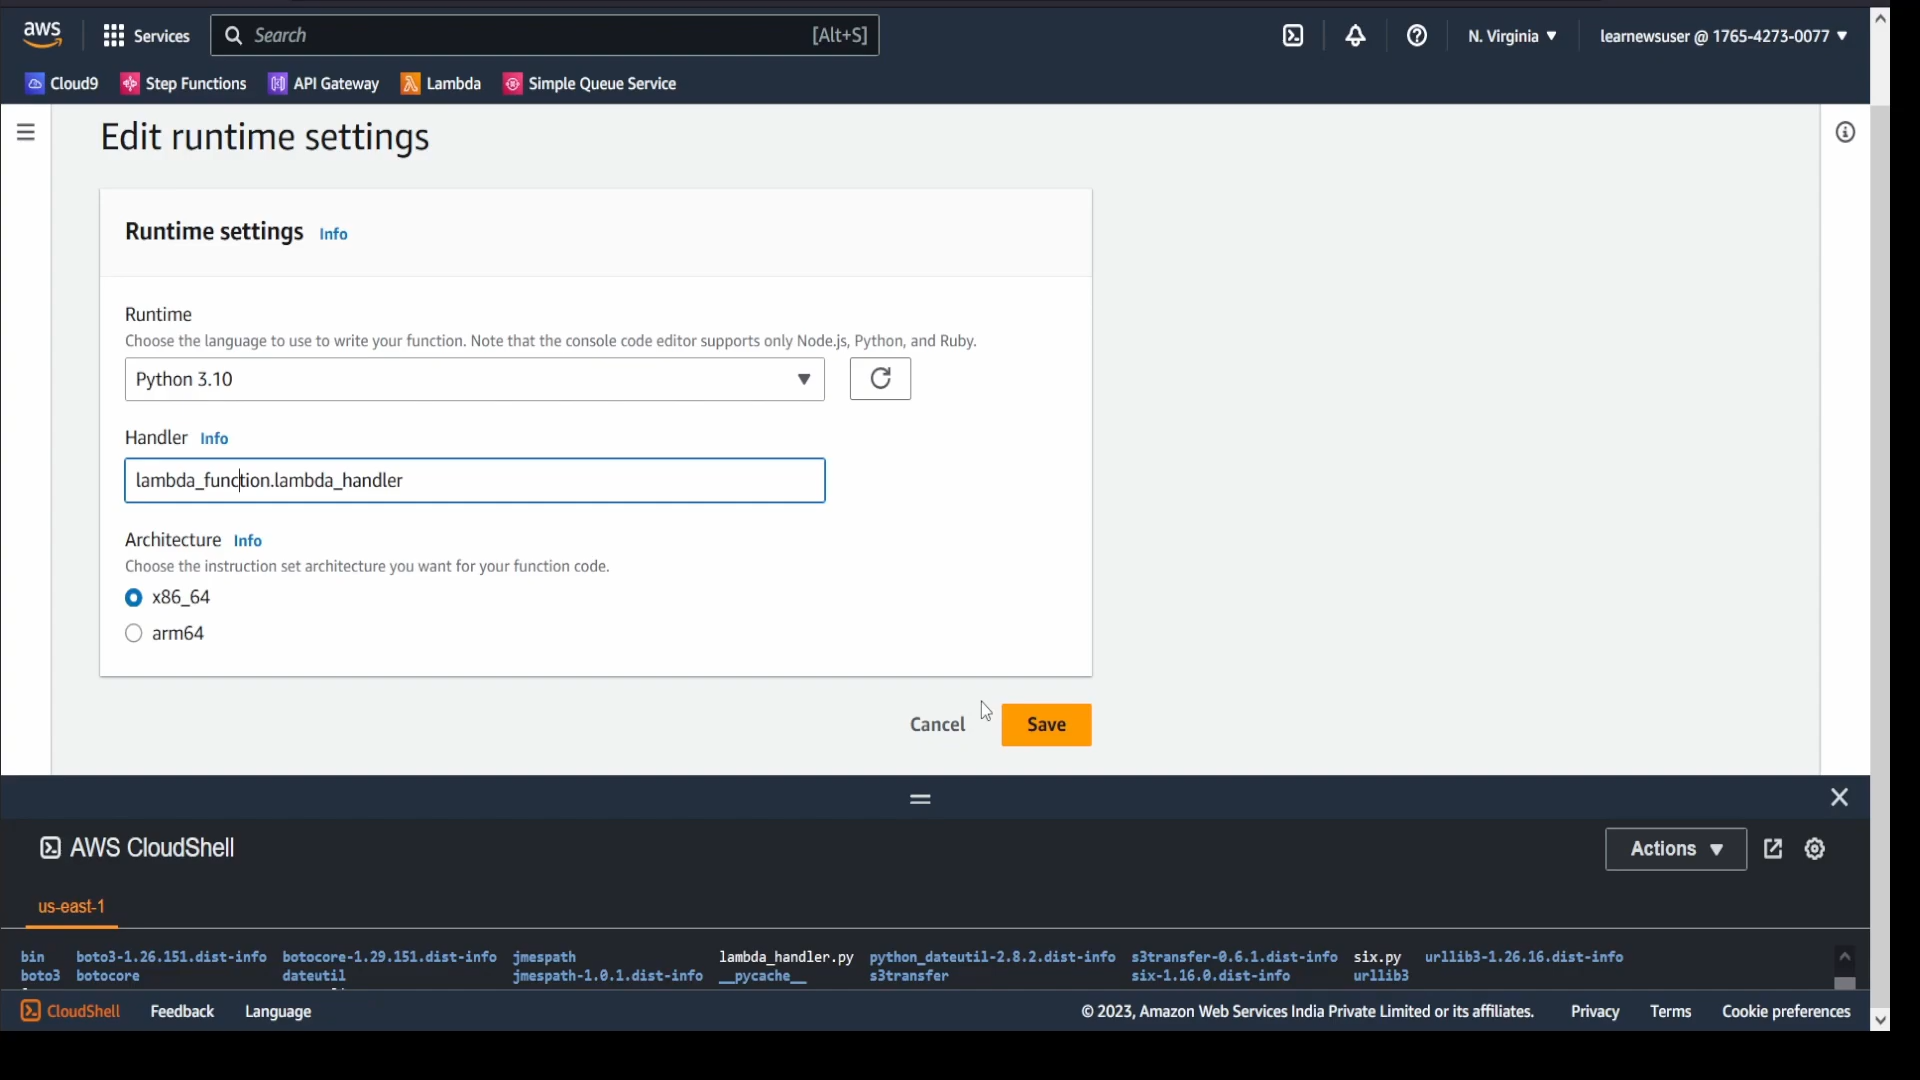 aws Services Search [Alt+S] N. Virginia ▼ learnewsuser @ 1765-4273-0077 ▼
Cloud9 Step Functions API Gateway Lambda Simple Queue Service
Edit runtime settings
Runtime settings Info
Runtime
Choose the language to use to write your function. Note that the console code editor supports only Node.js, Python, and Ruby.
Python 3.10
Handler Info
lambda_function.lambda_handler
Architecture Info
Choose the instruction set architecture you want for your function code.
x86_64
arm64
Cancel Save
AWS CloudShell Actions ▼
us-east-1
bin boto3-1.26.151.dist-info botocore-1.29.151.dist-info jmespath lambda_handler.py python_dateutil-2.8.2.dist-info s3transfer-0.6.1.dist-info six.py urllib3-1.26.16.dist-info
boto3 botocore dateutil jmespath-1.0.1.dist-info __pycache__ s3transfer six-1.16.0.dist-info urllib3
CloudShell Feedback Language © 2023, Amazon Web Services India Private Limited or its affiliates. Privacy Terms Cookie preferences